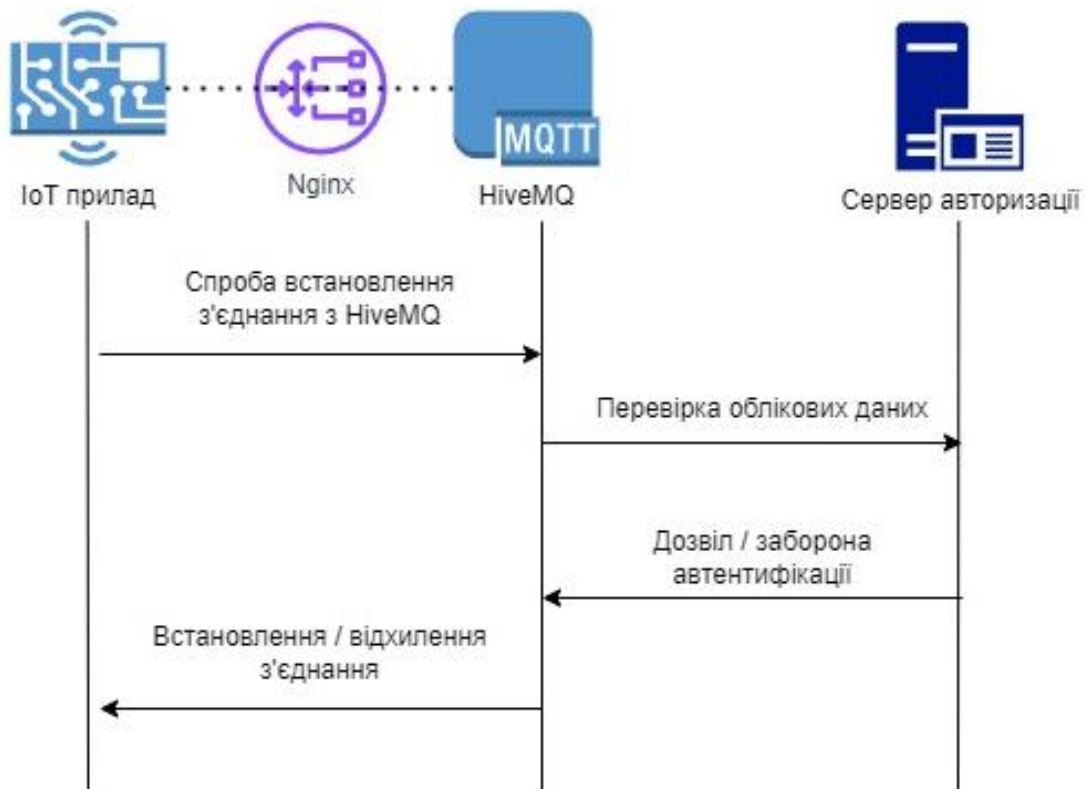 MQTT
IoT прилад
Nginx
HiveMQ
Сервер авторизації
Спроба встановлення
з'єднання з HiveMQ
Перевірка облікових даних
Дозвіл / заборона
автентифікації
Встановлення / відхилення
з'єднання